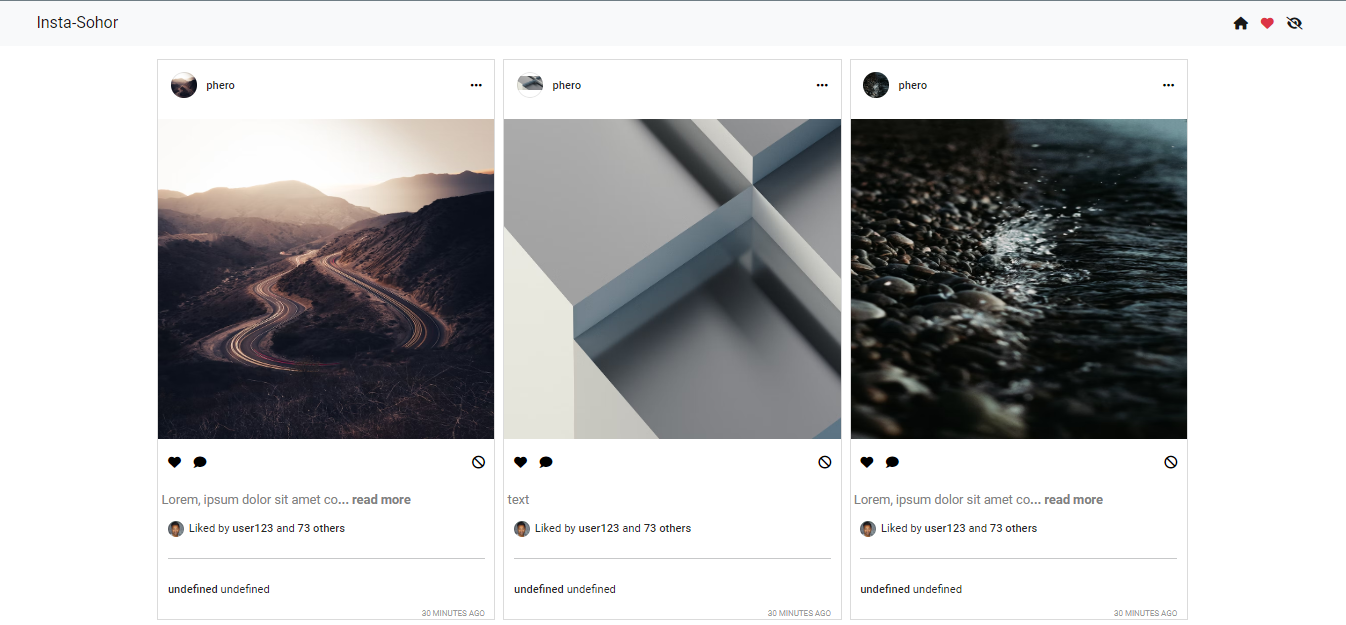 Insta-Sohor
phero
phero
phero
Lorem, ipsum dolor sit amet co... read more
text
Lorem, ipsum dolor sit amet co... read more
Liked by user123 and 73 others
Liked by user123 and 73 others
Liked by user123 and 73 others
undefined undefined
undefined undefined
undefined undefined
30 MINUTES AGO
30 MINUTES AGO
30 MINUTES AGO